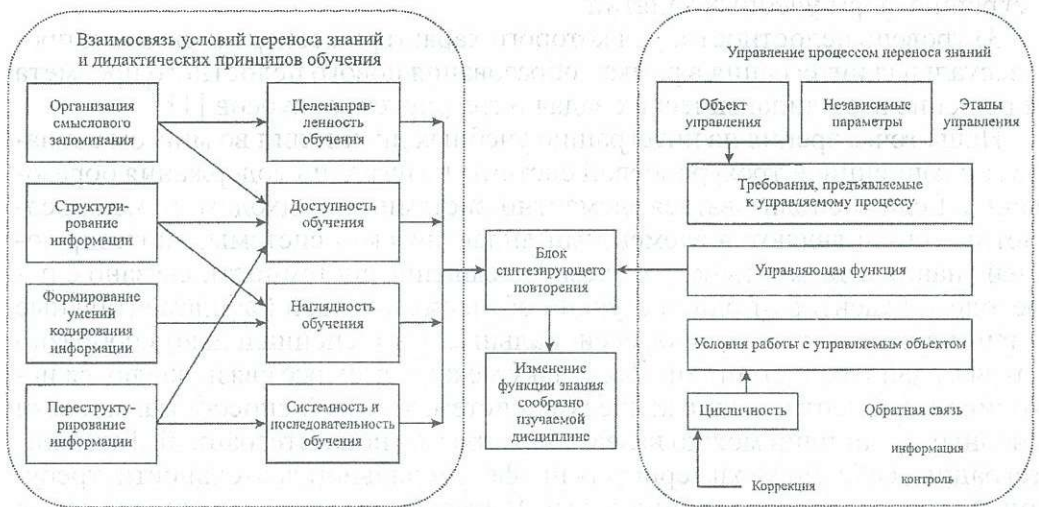 Взаимосвязь условий переноса знаний
и дидактических принципов обучения
Организация
смыслового
запоминания
Структури-
рование
информации
Формирование
умений
кодирования
информации
Переструкту-
рирование
информации
Целенаправ-
ленность
обучения
Доступность
обучения
Наглядность
обучения
Системность и
последовательность
обучения
Блок
синтезирующего
повторения
Изменение
функции знания
сообразно
изучаемой
дисциплине
Управление процессом переноса знаний
Объект
управления
Независимые
параметры
Этапы
управления
Требования, предъявляемые
к управляемому процессу
Управляющая функция
Условия работы с управляемым объектом
Цикличность
Обратная связь
информация
контроль
Коррекция